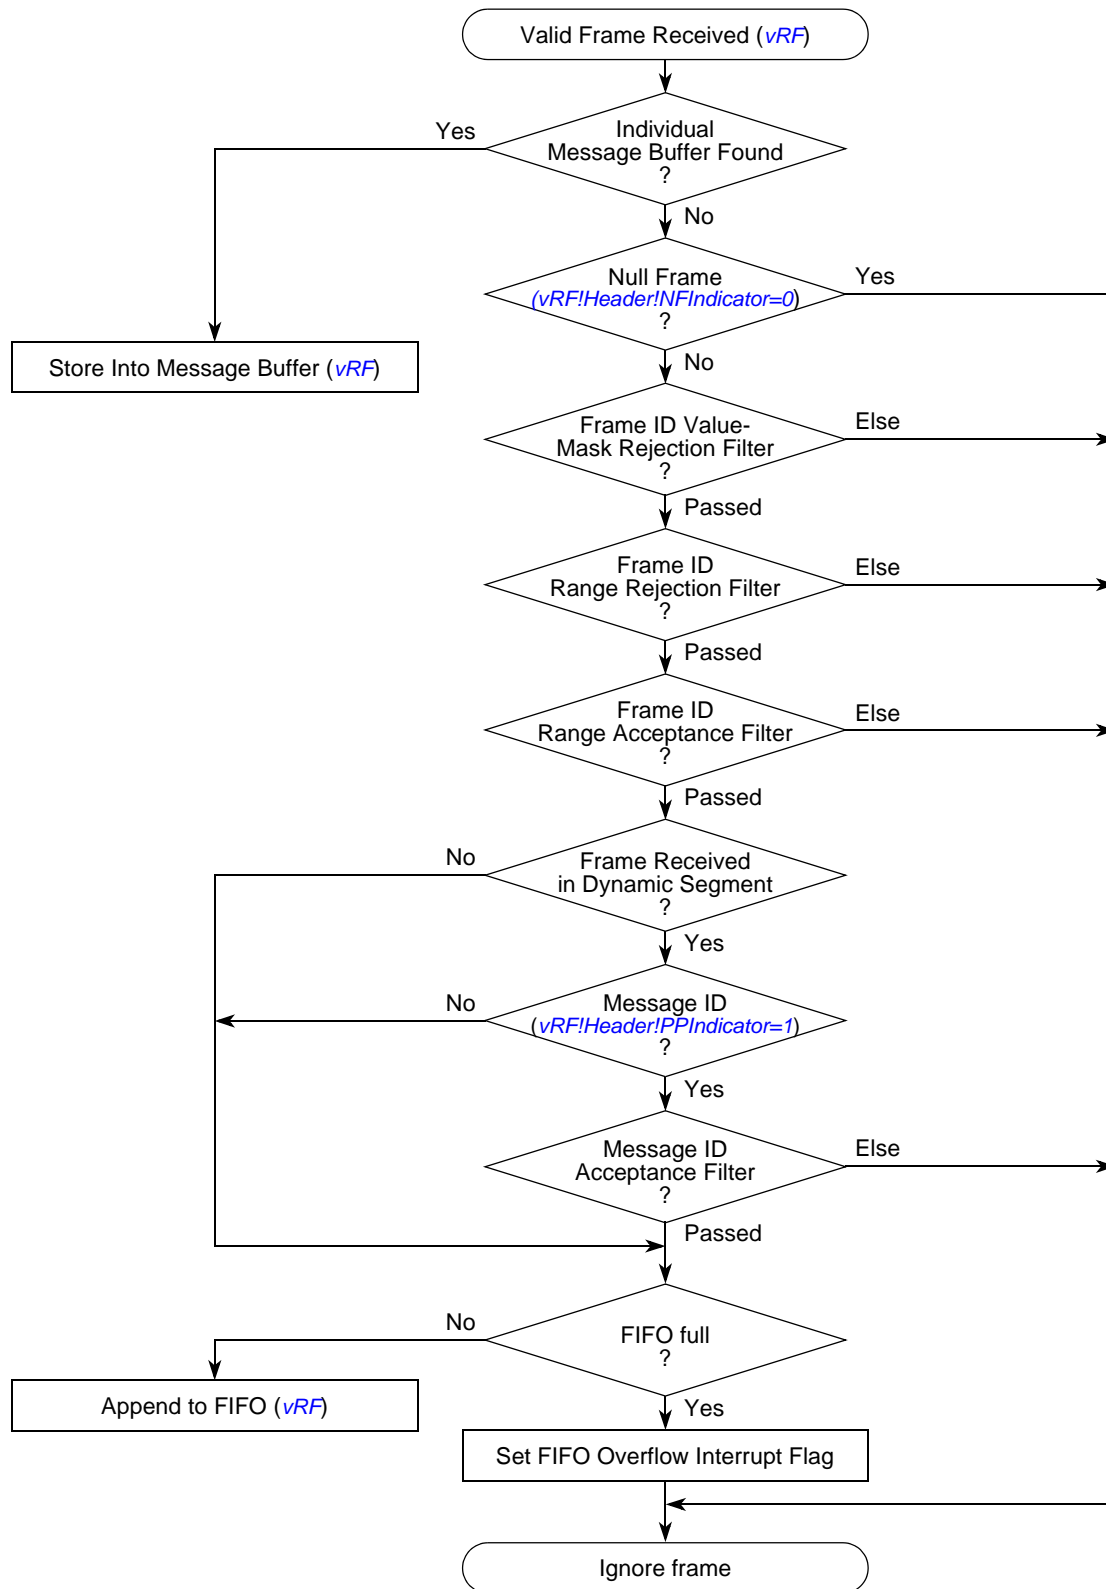 Valid Frame Received (vRF)
Yes
Individual
Message Buffer Found
?
No
Null Frame
(vRF!Header!NFIndicator=0)
?
Yes
Store Into Message Buffer (vRF)
No
Frame ID Value-
Mask Rejection Filter
?
Else
Passed
Frame ID
Range Rejection Filter
?
Else
Passed
Frame ID
Range Acceptance Filter
?
Else
Passed
No
Frame Received
in Dynamic Segment
?
Yes
No
Message ID
(vRF!Header!PPIndicator=1)
?
Yes
Message ID
Acceptance Filter
?
Else
Passed
No
FIFO full
?
Append to FIFO (vRF)
Yes
Set FIFO Overflow Interrupt Flag
Ignore frame